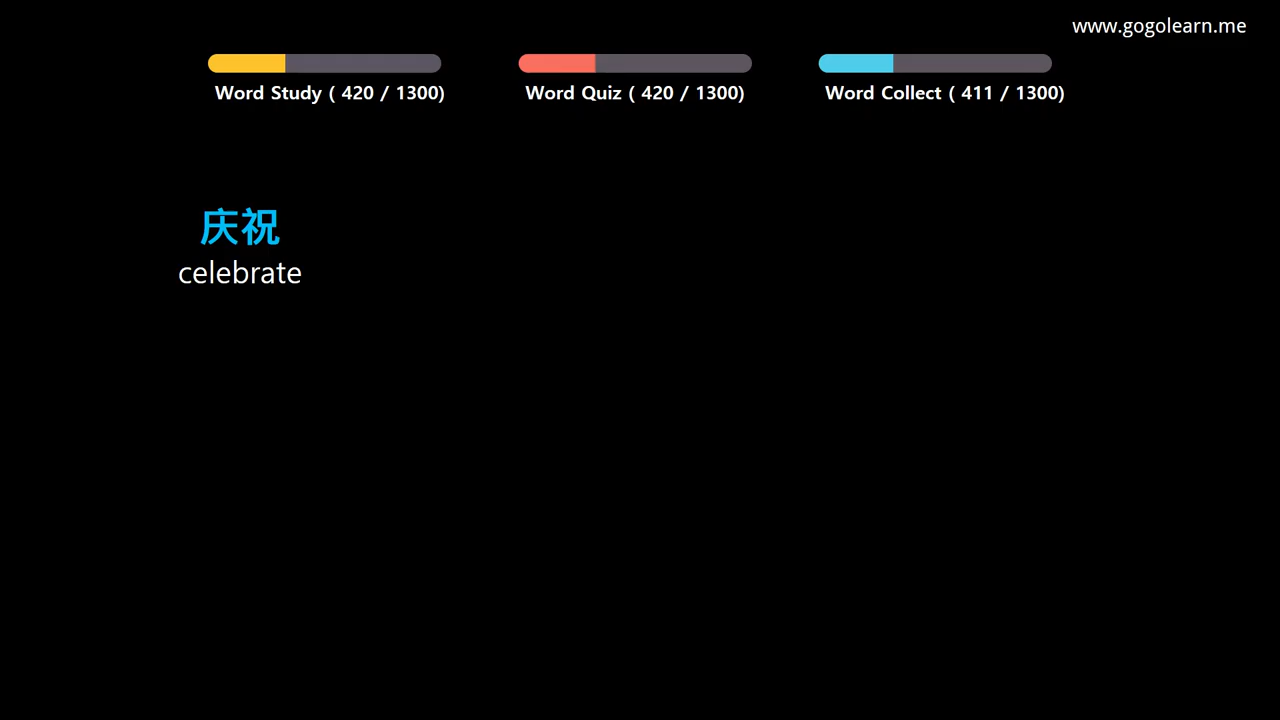 www.gogolearn.me
Word Study ( 420 / 1300)
Word Quiz ( 420 / 1300)
Word Collect ( 411 / 1300)
庆祝
celebrate